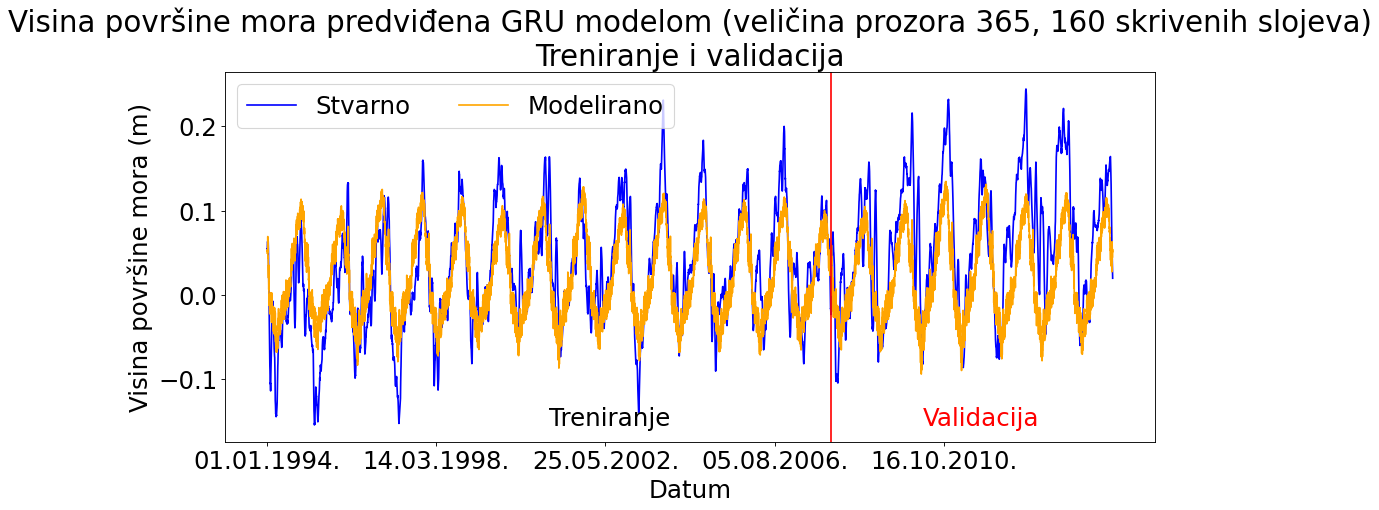 Visina površine mora predviđena GRU modelom (veličina prozora 365, 160 skrivenih slojeva)
Treniranje i validacija
Stvarno Modelirano
Visina površine mora (m)
0.2
0.1
0.0
−0.1
Treniranje Validacija
01.01.1994. 14.03.1998. 25.05.2002. 05.08.2006. 16.10.2010.
Datum